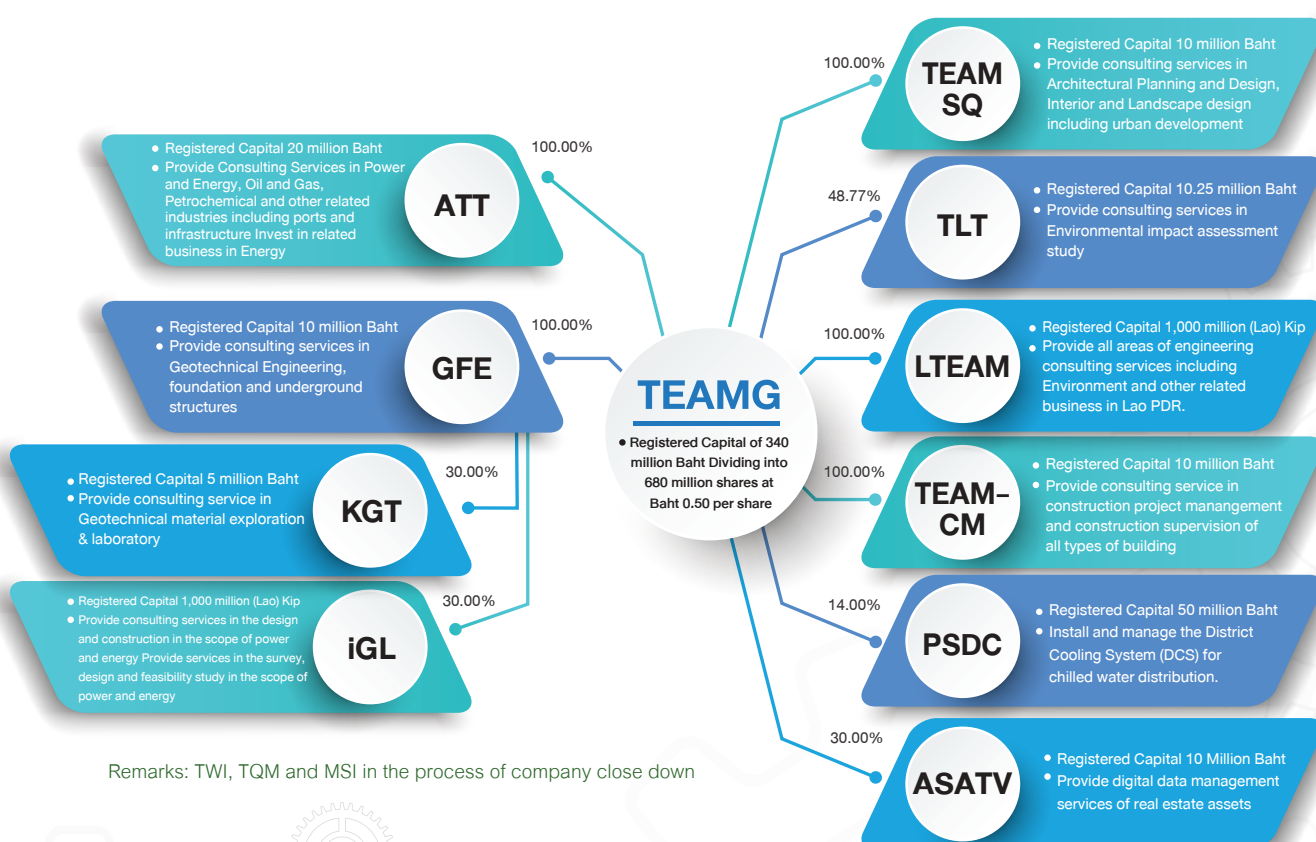 100.00%
ATT
• Registered Capital 20 million Baht
• Provide Consulting Services in Power
and Energy, Oil and Gas,
Petrochemical and other related
industries including ports and
infrastructure Invest in related
business in Energy
100.00%
GFE
• Registered Capital 10 million Baht
• Provide consulting services in
Geotechnical Engineering,
foundation and underground
structures
30.00%
KGT
• Registered Capital 5 million Baht
• Provide consulting service in
Geotechnical material exploration
& laboratory
30.00%
iGL
• Registered Capital 1,000 million (Lao) Kip
• Provide consulting services in the design
and construction in the scope of power
and energy Provide services in the survey,
design and feasibility study in the scope of
power and energy
TEAMG
• Registered Capital of 340
million Baht Dividing into
680 million shares at
Baht 0.50 per share
100.00%
TEAM
SQ
• Registered Capital 10 million Baht
• Provide consulting services in
Architectural Planning and Design,
Interior and Landscape design
including urban development
48.77%
TLT
• Registered Capital 10.25 million Baht
• Provide consulting services in
Environmental impact assessment
study
100.00%
LTEAM
• Registered Capital 1,000 million (Lao) Kip
• Provide all areas of engineering
consulting services including
Environment and other related
business in Lao PDR.
100.00%
TEAM–
CM
• Registered Capital 10 million Baht
• Provide consulting service in
construction project mangement
and construction supervision of
all types of building
14.00%
PSDC
• Registered Capital 50 million Baht
• Install and manage the District
Cooling System (DCS) for
chilled water distribution.
30.00%
ASATV
• Registered Capital 10 Million Baht
• Provide digital data management
services of real estate assets
Remarks: TWI, TQM and MSI in the process of company close down